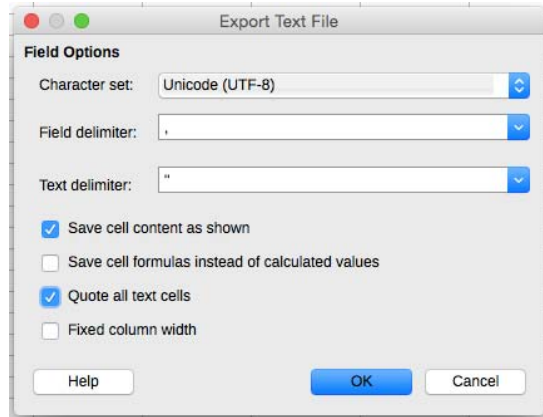 Export Text File
Field Options
Character set: Unicode (UTF-8)
Field delimiter: ,
Text delimiter: "
Save cell content as shown
Save cell formulas instead of calculated values
Quote all text cells
Fixed column width
Help OK Cancel